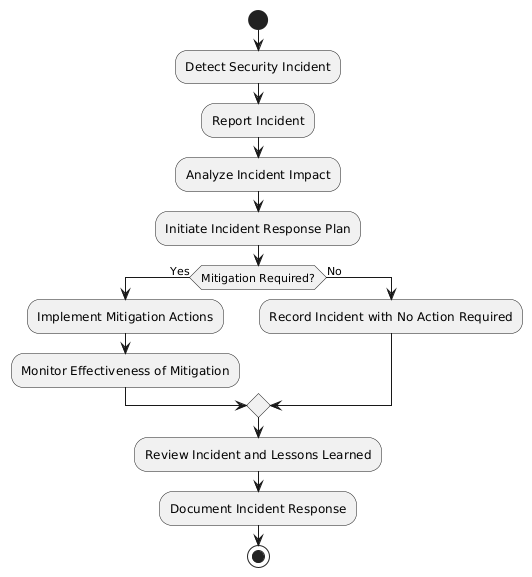 Detect Security Incident
Report Incident
Analyze Incident Impact
Initiate Incident Response Plan
Yes
Mitigation Required?
No
Implement Mitigation Actions
Record Incident with No Action Required
Monitor Effectiveness of Mitigation
Review Incident and Lessons Learned
Document Incident Response